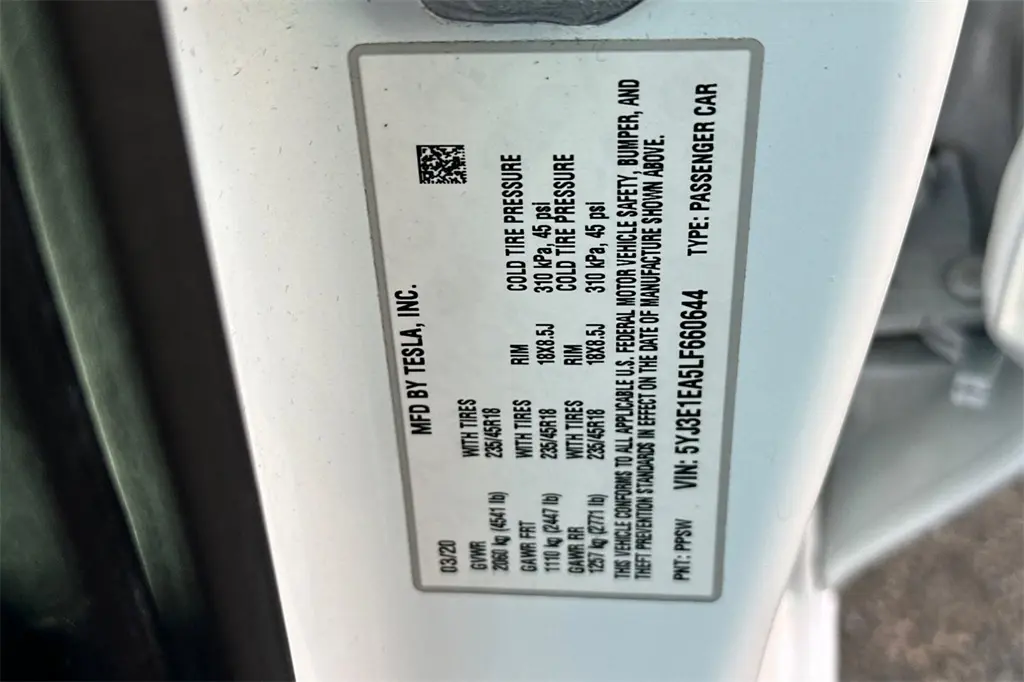 MFD BY TESLA, INC.
03/20
GVWR WITH TIRES
2060 kg (4541 lb) 235/45R18
GAWR FRT WITH TIRES RIM COLD TIRE PRESSURE
1110 kg (2447 lb) 235/45R18 18X8.5J 310 kPa, 45 psi
GAWR RR WITH TIRES RIM COLD TIRE PRESSURE
1257 kg (2771 lb) 235/45R18 18X8.5J 310 kPa, 45 psi
THIS VEHICLE CONFORMS TO ALL APPLICABLE U.S. FEDERAL MOTOR VEHICLE SAFETY, BUMPER, AND
THEFT PREVENTION STANDARDS IN EFFECT ON THE DATE OF MANUFACTURE SHOWN ABOVE.
PNT: PPSW VIN: 5YJ3E1EA5LF660644 TYPE: PASSENGER CAR